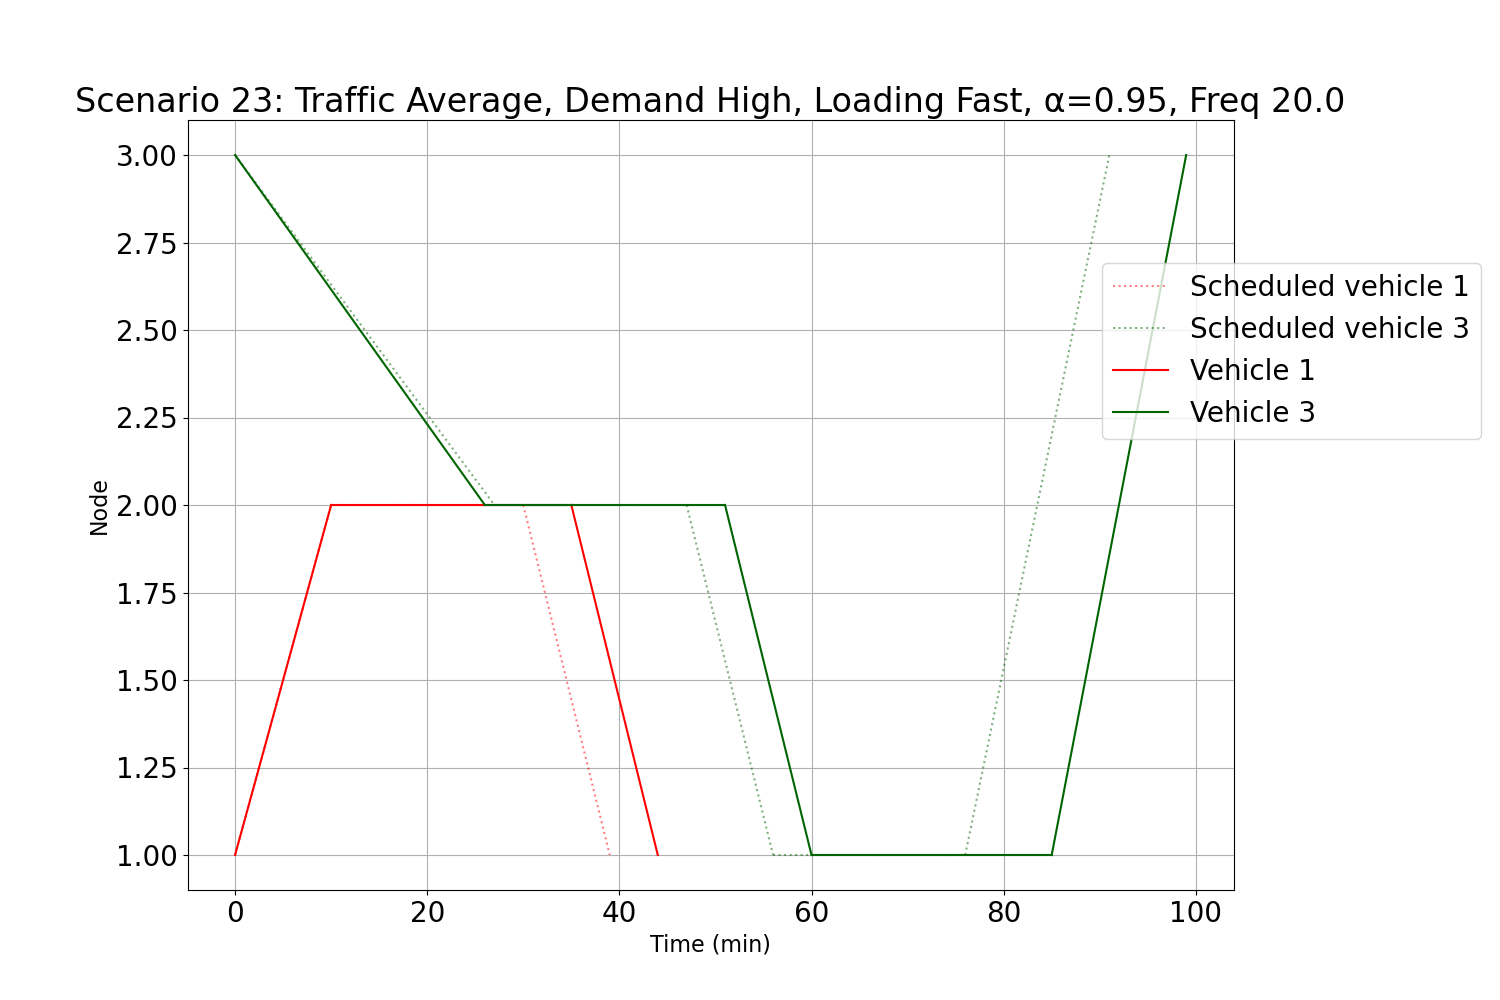 Scenario 23: Traffic Average, Demand High, Loading Fast, α=0.95, Freq 20.0
3.00
2.75
2.50
2.25
2.00
1.75
1.50
1.25
1.00
Node
Scheduled vehicle 1
Scheduled vehicle 3
Vehicle 1
Vehicle 3
0 20 40 60 80 100
Time (min)